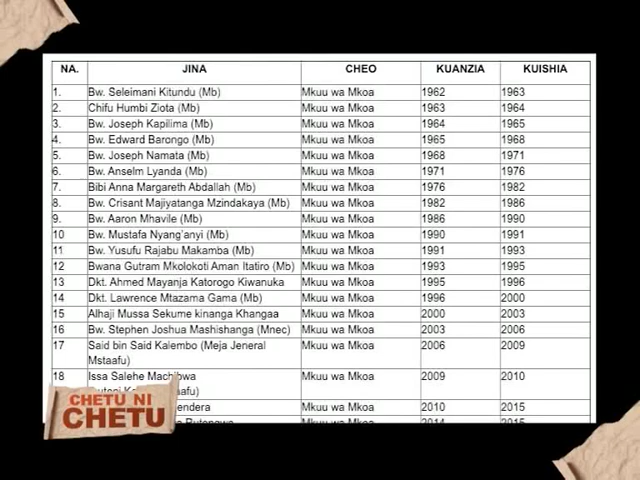 NA. JINA CHEO KUANZIA KUISHIA
1. Bw. Seleimani Kitundu (Mb) Mkuu wa Mkoa 1962 1963
2. Chifu Humbi Ziota (Mb) Mkuu wa Mkoa 1963 1964
3. Bw. Joseph Kapilima (Mb) Mkuu wa Mkoa 1964 1965
4. Bw. Edward Barongo (Mb) Mkuu wa Mkoa 1965 1968
5. Bw. Joseph Namata (Mb) Mkuu wa Mkoa 1968 1971
6. Bw. Anselm Lyanda (Mb) Mkuu wa Mkoa 1971 1976
7. Bibi Anna Margareth Abdallah (Mb) Mkuu wa Mkoa 1976 1982
8. Bw. Crisant Majiyatanga Mzindakaya (Mb) Mkuu wa Mkoa 1982 1986
9. Bw. Aaron Mhavile (Mb) Mkuu wa Mkoa 1986 1990
10 Bw. Mustafa Nyang'anyi (Mb) Mkuu wa Mkoa 1990 1991
11 Bw. Yusufu Rajabu Makamba (Mb) Mkuu wa Mkoa 1991 1993
12 Bwana Gutram Mkolokoti Aman Itatiro (Mb) Mkuu wa Mkoa 1993 1995
13 Dkt. Ahmed Mayanja Katorogo Kiwanuka Mkuu wa Mkoa 1995 1996
14 Dkt. Lawrence Mtazama Gama (Mb) Mkuu wa Mkoa 1996 2000
15 Alhaji Mussa Sekume kinanga Khangaa Mkuu wa Mkoa 2000 2003
16 Bw. Stephen Joshua Mashishanga (Mnec) Mkuu wa Mkoa 2003 2006
17 Said bin Said Kalembo (Meja Jeneral Mkuu wa Mkoa 2006 2009
Mstaafu)
18 Issa Salehe Machibwa Mkuu wa Mkoa 2009 2010
Mkuu wa Mkoa 2010 2015
Mkuu wa Mkoa 2014 2015
CHETU NI
CHETU